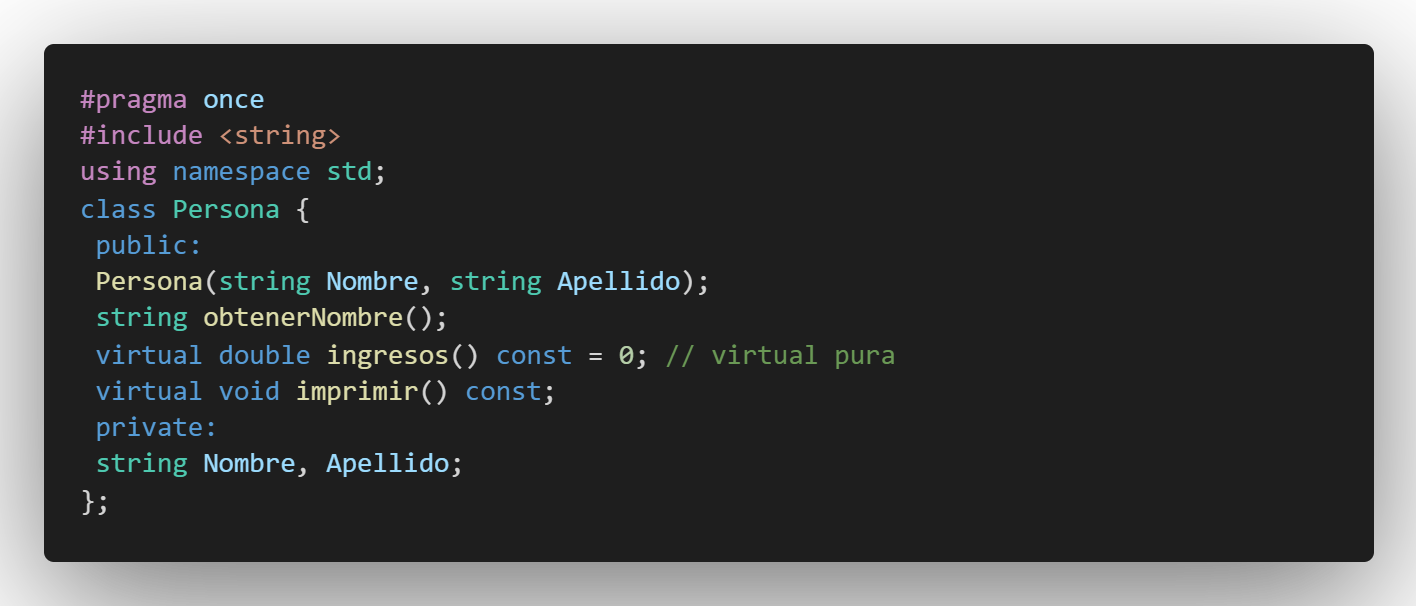 #pragma once
#include <string>
using namespace std;
class Persona {
 public:
 Persona(string Nombre, string Apellido);
 string obtenerNombre();
 virtual double ingresos() const = 0; // virtual pura
 virtual void imprimir() const;
 private:
 string Nombre, Apellido;
};